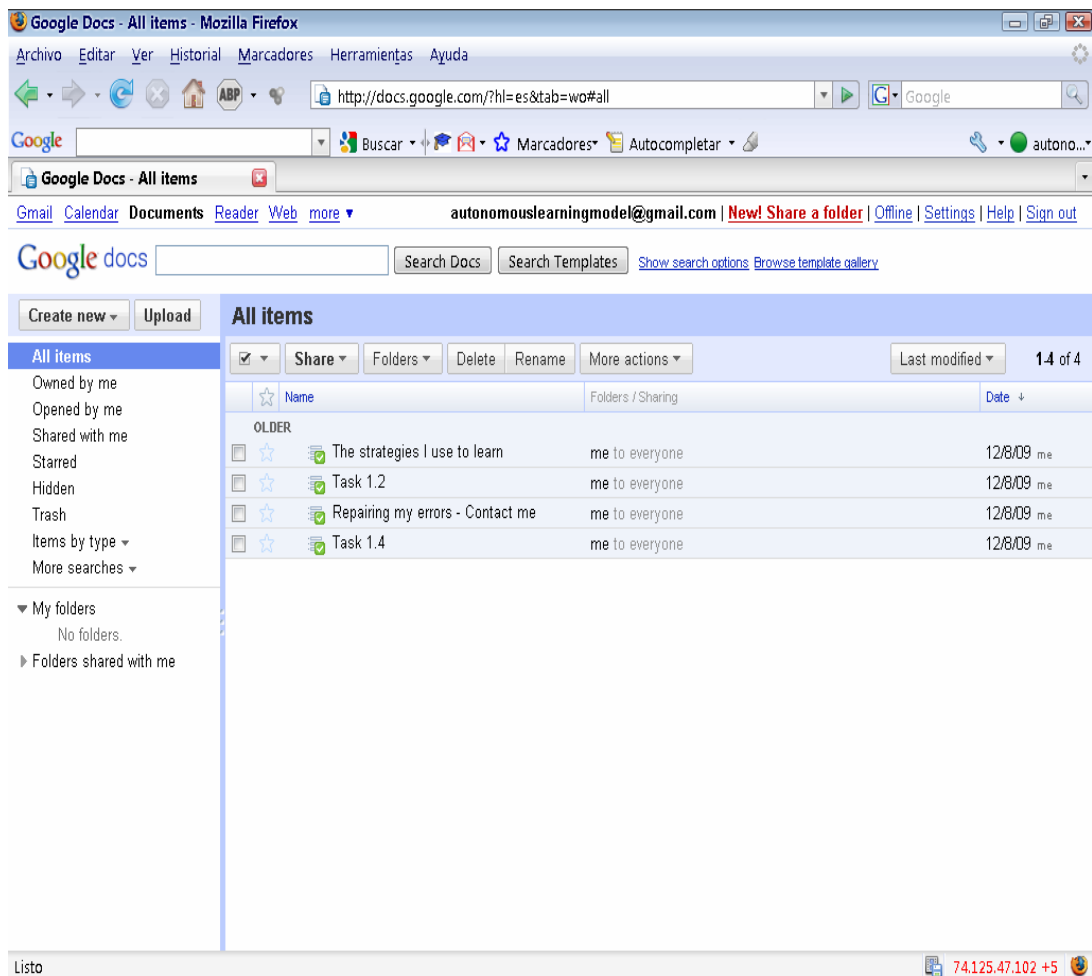 Google Docs - All items - Mozilla Firefox
Archivo Editar Ver Historial Marcadores Herramientas Ayuda
ABP http://docs.google.com/?hl=es&tab=wo#all G Google
Google Buscar Marcadores Autocompletar autono...
Google Docs - All items
Gmail Calendar Documents Reader Web more ▼ autonomouslearningmodel@gmail.com | New! Share a folder | Offline | Settings | Help | Sign out
Google docs Search Docs Search Templates Show search options Browse template gallery
Create new Upload All items
All items Share Folders Delete Rename More actions Last modified 1-4 of 4
Owned by me
Name Folders / Sharing Date
Opened by me
OLDER
Shared with me
The strategies I use to learn me to everyone 12/8/09 me
Starred
Task 1.2 me to everyone 12/8/09 me
Hidden
Repairing my errors - Contact me me to everyone 12/8/09 me
Trash
Items by type
Task 1.4 me to everyone 12/8/09 me
More searches
My folders
No folders.
Folders shared with me
Listo 74.125.47.102 +5